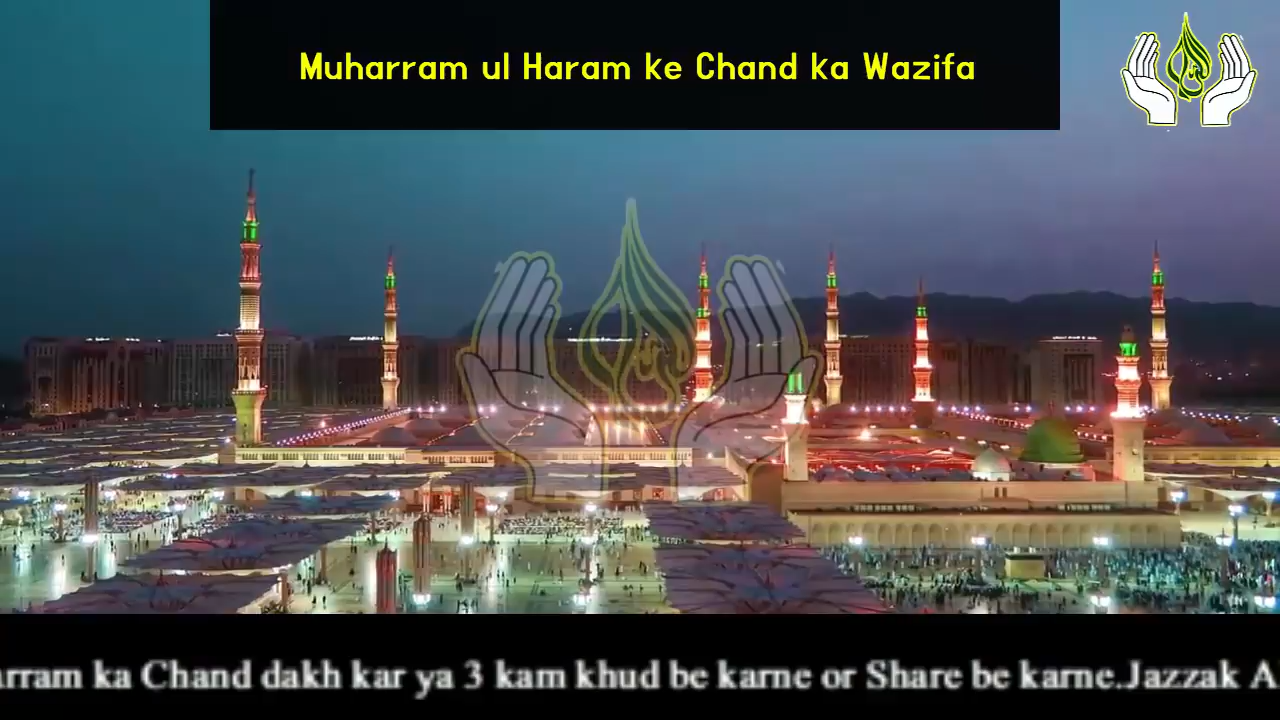 Muharram ul Haram ke Chand ka Wazifa
rram ka Chand dakh kar ya 3 kam khud be karne or Share be karne.Jazzak A